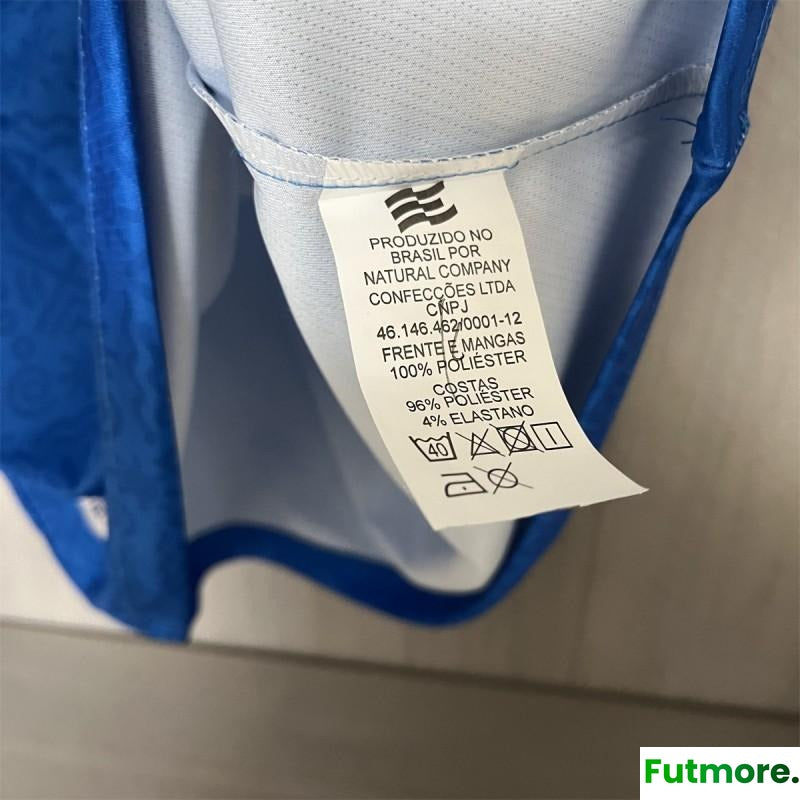 PRODUZIDO NO
BRASIL POR
NATURAL COMPANY
CONFECÇÕES LTDA
CNPJ
46.146.462/0001-12
FRENTE E MANGAS
100% POLIÉSTER
COSTAS
96% POLIÉSTER
4% ELASTANO
40
Futmore.